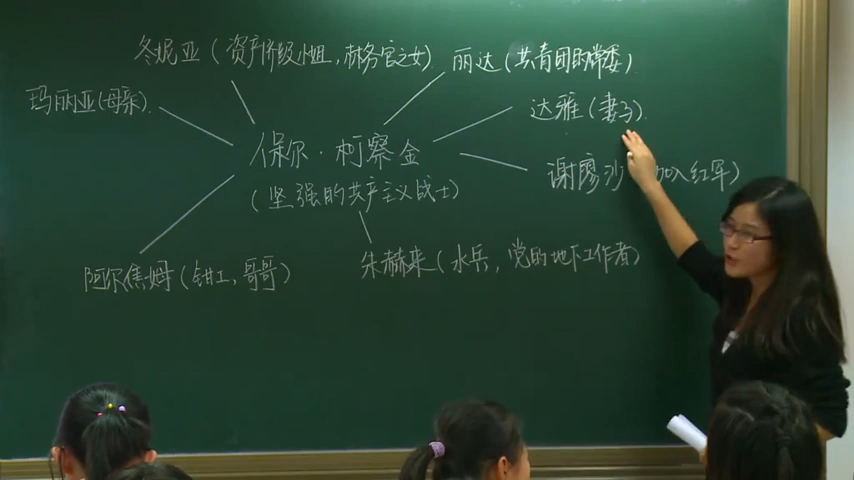 冬妮亚（资产阶级小姐，林务官之女）
丽达（共青团的常委）
玛丽亚（母亲）
达雅（妻子）
保尔·柯察金
谢廖沙 加入红军）
（坚强的共产主义战士）
阿尔焦姆（钳工，哥哥）
朱赫来（水兵，党的地下工作者）